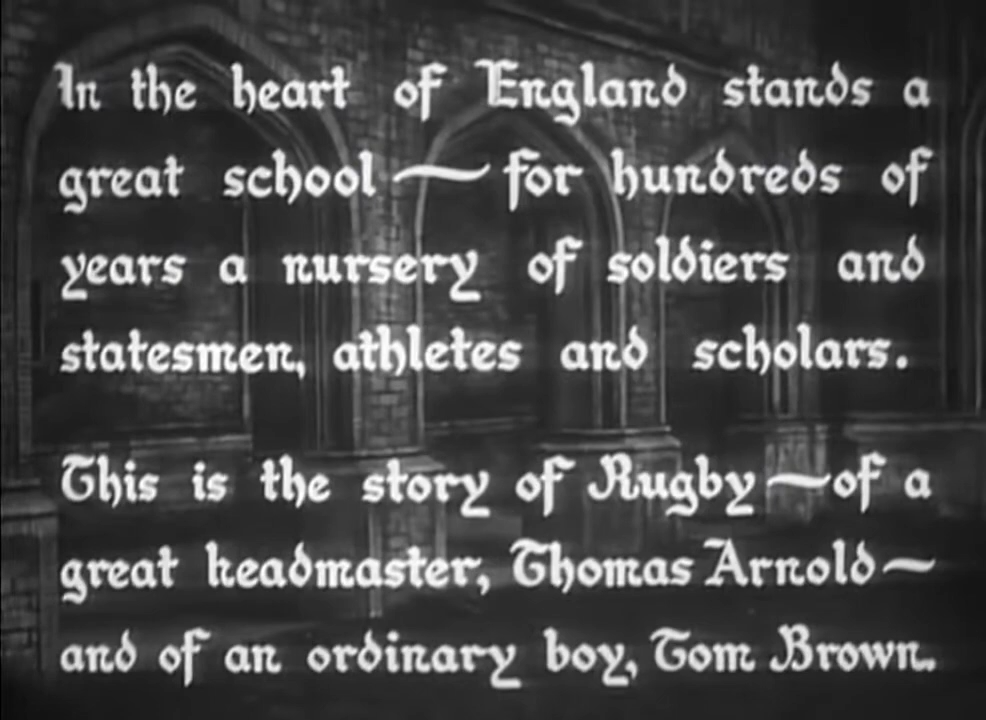 In the heart of England stands a
great school — for hundreds of
years a nursery of soldiers and
statesmen, athletes and scholars.
This is the story of Rugby — of a
great headmaster, Thomas Arnold —
and of an ordinary boy, Tom Brown.